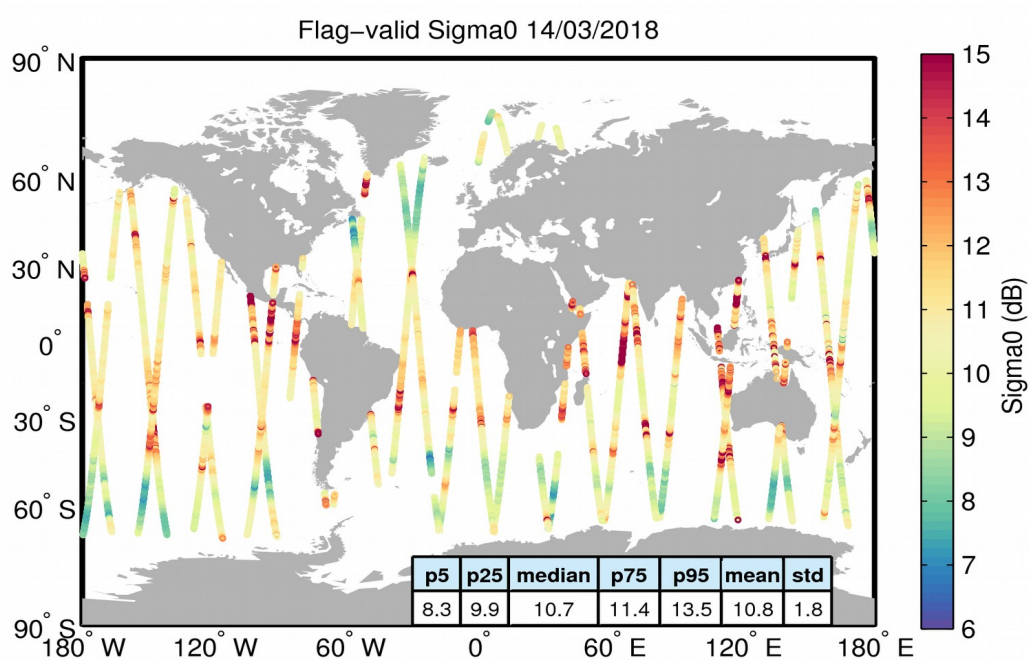 Flag−valid Sigma0 14/03/2018
90° N
60° N
30° N
0°
30° S
60° S
90° S
180° W
120° W
60° W
0°
60° E
120° E
180° E
15
14
13
12
11
10
9
8
7
6
Sigma0 (dB)
p5 p25 median p75 p95 mean std
8.3 9.9 10.7 11.4 13.5 10.8 1.8